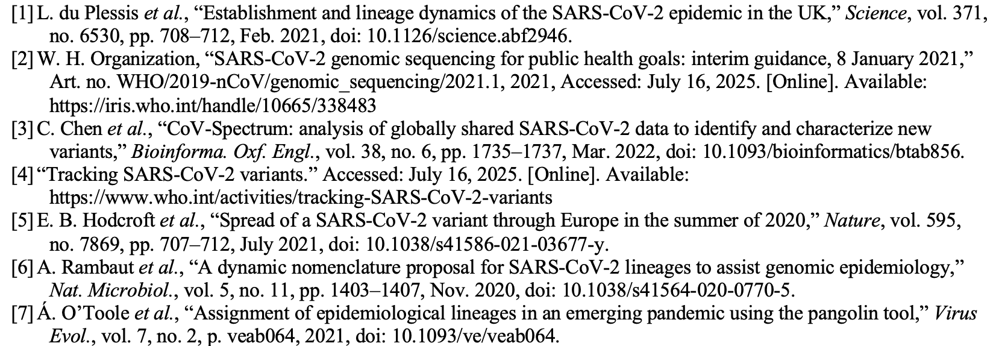 [1] L. du Plessis et al., “Establishment and lineage dynamics of the SARS-CoV-2 epidemic in the UK,” Science, vol. 371,
no. 6530, pp. 708–712, Feb. 2021, doi: 10.1126/science.abf2946.
[2] W. H. Organization, “SARS-CoV-2 genomic sequencing for public health goals: interim guidance, 8 January 2021,”
Art. no. WHO/2019-nCoV/genomic_sequencing/2021.1, 2021, Accessed: July 16, 2025. [Online]. Available:
https://iris.who.int/handle/10665/338483
[3] C. Chen et al., “CoV-Spectrum: analysis of globally shared SARS-CoV-2 data to identify and characterize new
variants,” Bioinforma. Oxf. Engl., vol. 38, no. 6, pp. 1735–1737, Mar. 2022, doi: 10.1093/bioinformatics/btab856.
[4] “Tracking SARS-CoV-2 variants.” Accessed: July 16, 2025. [Online]. Available:
https://www.who.int/activities/tracking-SARS-CoV-2-variants
[5] E. B. Hodcroft et al., “Spread of a SARS-CoV-2 variant through Europe in the summer of 2020,” Nature, vol. 595,
no. 7869, pp. 707–712, July 2021, doi: 10.1038/s41586-021-03677-y.
[6] A. Rambaut et al., “A dynamic nomenclature proposal for SARS-CoV-2 lineages to assist genomic epidemiology,”
Nat. Microbiol., vol. 5, no. 11, pp. 1403–1407, Nov. 2020, doi: 10.1038/s41564-020-0770-5.
[7] Á. O’Toole et al., “Assignment of epidemiological lineages in an emerging pandemic using the pangolin tool,” Virus
Evol., vol. 7, no. 2, p. veab064, 2021, doi: 10.1093/ve/veab064.